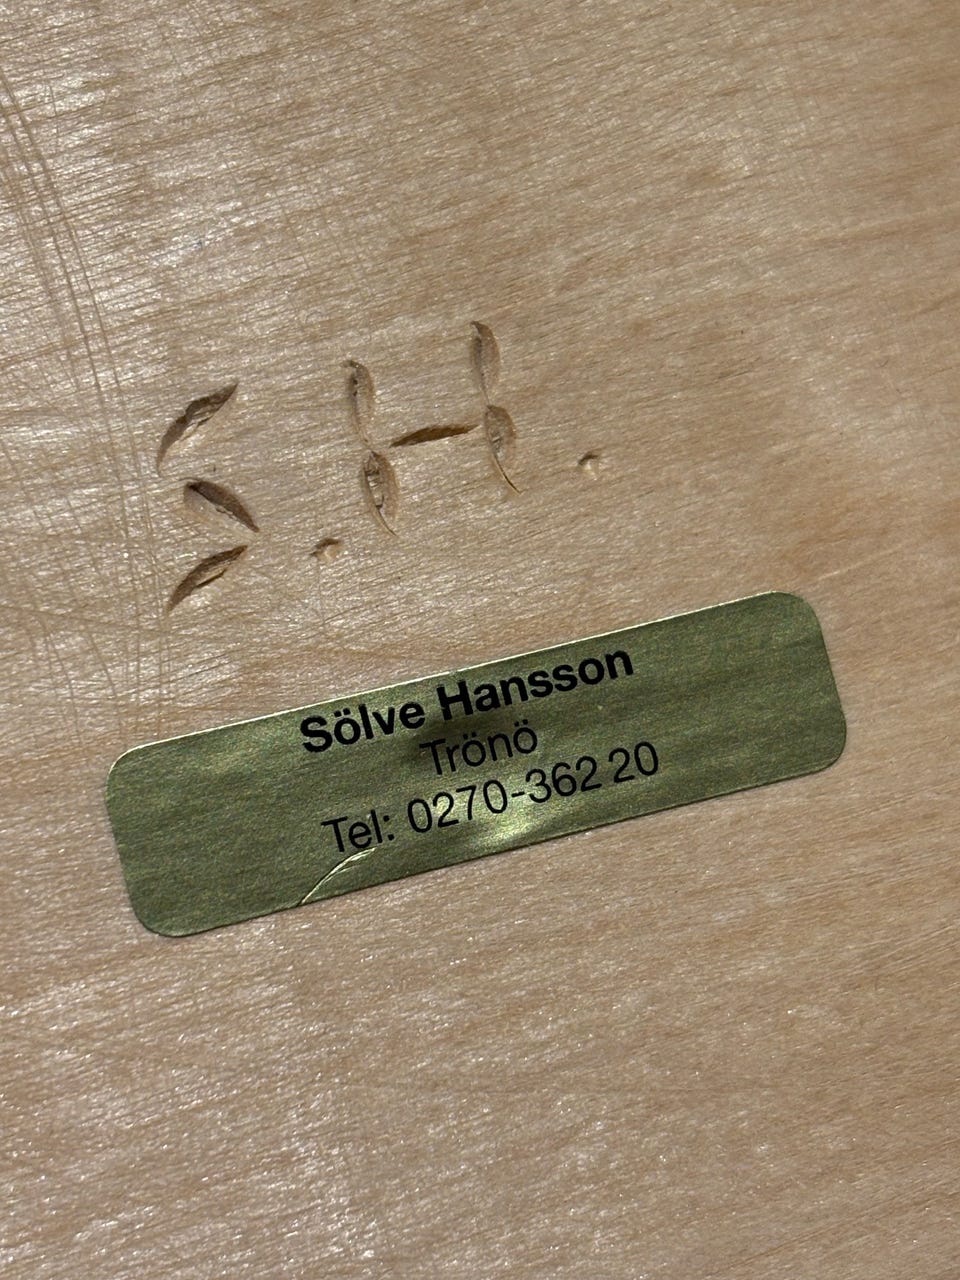 S.H.
Sölve Hansson
Trönö
Tel: 0270-362 20